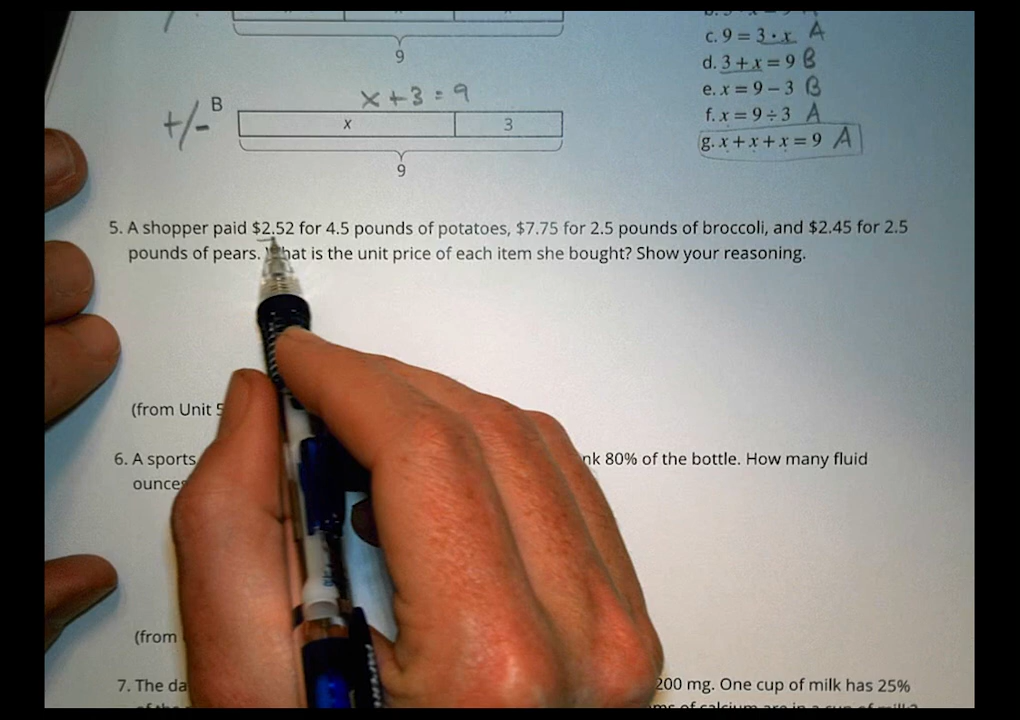 9
c. 9 = 3 · x A
d. 3 + x = 9 B
e. x = 9 − 3 B
f. x = 9 ÷ 3 A
g. x + x + x = 9 A
x + 3 = 9
+/- B
x 3
9
5. A shopper paid $2.52 for 4.5 pounds of potatoes, $7.75 for 2.5 pounds of broccoli, and $2.45 for 2.5
pounds of pears. What is the unit price of each item she bought? Show your reasoning.
(from Unit 5
6. A sports 80% of the bottle. How many fluid
ounces
(from
7. The 200 mg. One cup of milk has 25%